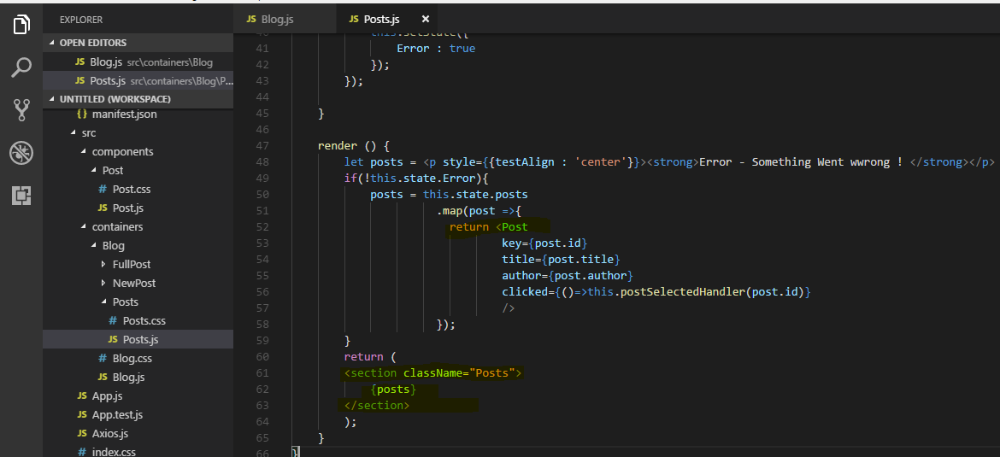 EXPLORER
OPEN EDITORS
JS Blog.js src\containers\Blog
JS Posts.js src\containers\Blog\P...
UNTITLED (WORKSPACE)
{} manifest.json
src
components
Post
# Post.css
JS Post.js
containers
Blog
FullPost
NewPost
Posts
# Posts.css
JS Posts.js
# Blog.css
JS Blog.js
JS App.js
JS App.test.js
JS Axios.js
# index.css
JS Blog.js
JS Posts.js ×
40 this.setState({
41 Error : true
42 });
43 });
44
45 }
46
47 render () {
48 let posts = <p style={{testAlign : 'center'}}><strong>Error - Something Went wwrong ! </strong></p>
49 if(!this.state.Error){
50 posts = this.state.posts
51 .map(post =>{
52 return <Post
53 key={post.id}
54 title={post.title}
55 author={post.author}
56 clicked={()=>this.postSelectedHandler(post.id)}
57 />
58 });
59 }
60 return (
61 <section className="Posts">
62 {posts}
63 </section>
64 );
65 }
66 }